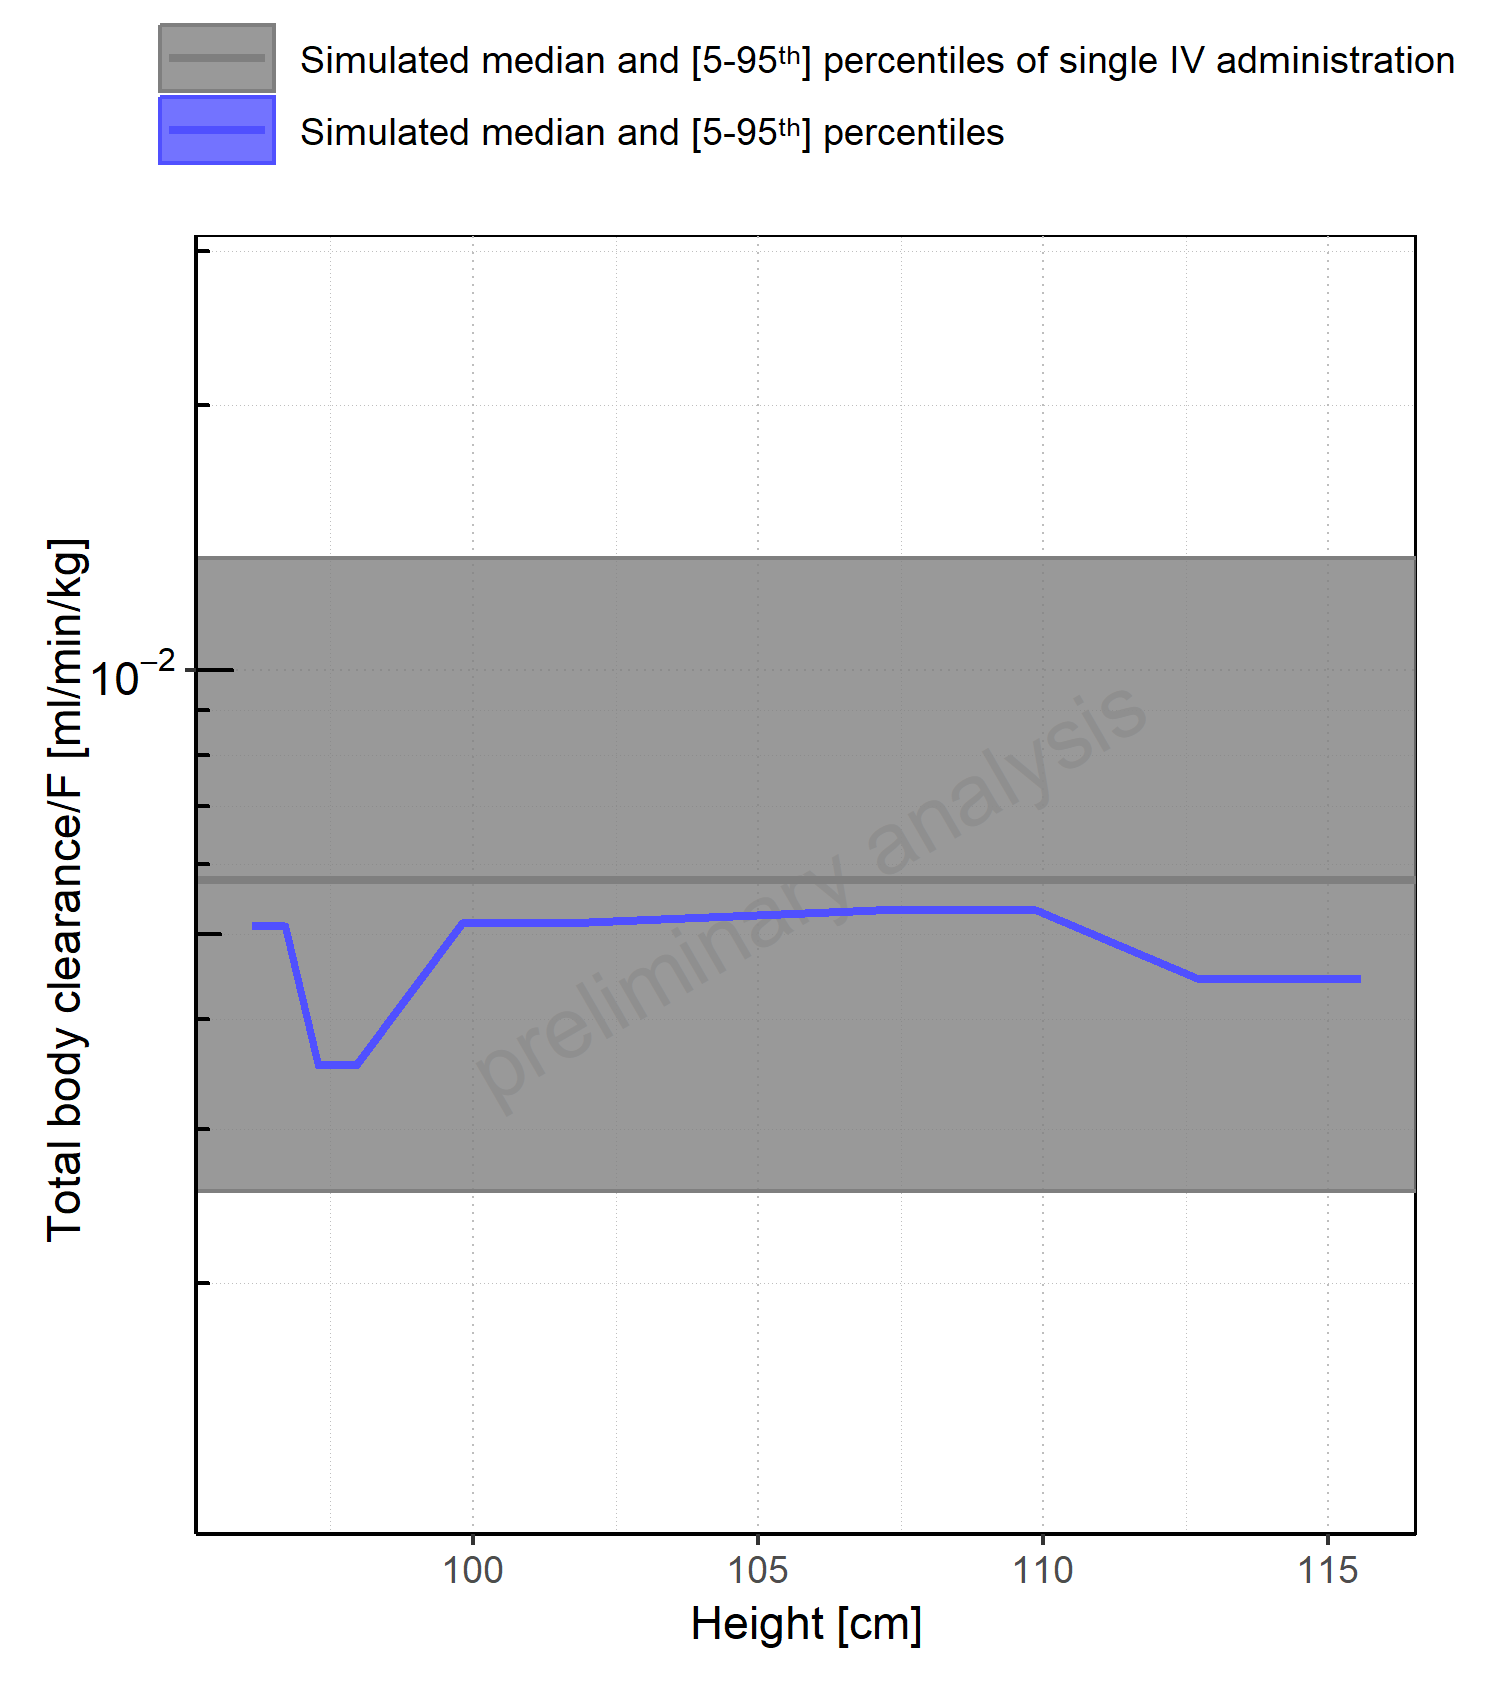 Simulated median and [5-95th] percentiles of single IV administration
Simulated median and [5-95th] percentiles
Total body clearance/F [ml/min/kg]
10−2
preliminary analysis
100 105 110 115
Height [cm]